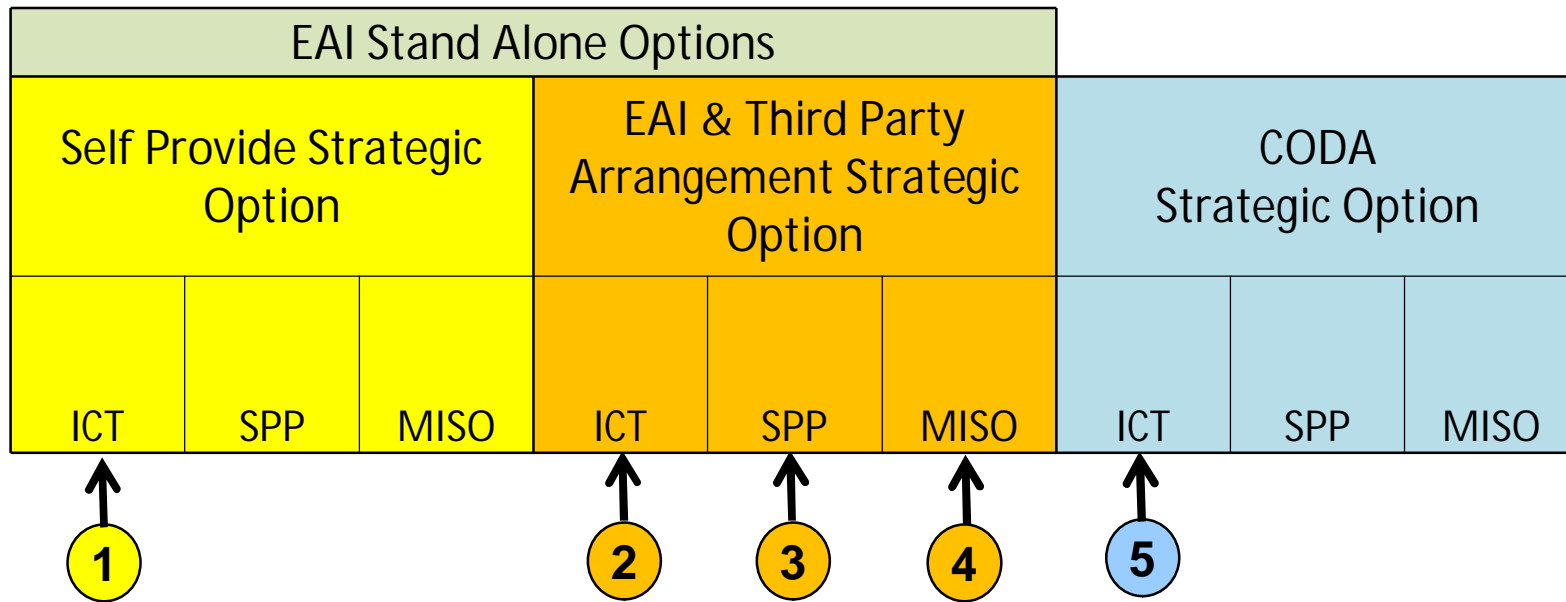 EAI Stand Alone Options
Self Provide Strategic
Option
EAI & Third Party
Arrangement Strategic
Option
CODA
Strategic Option
ICT SPP MISO ICT SPP MISO ICT SPP MISO
1 2 3 4 5